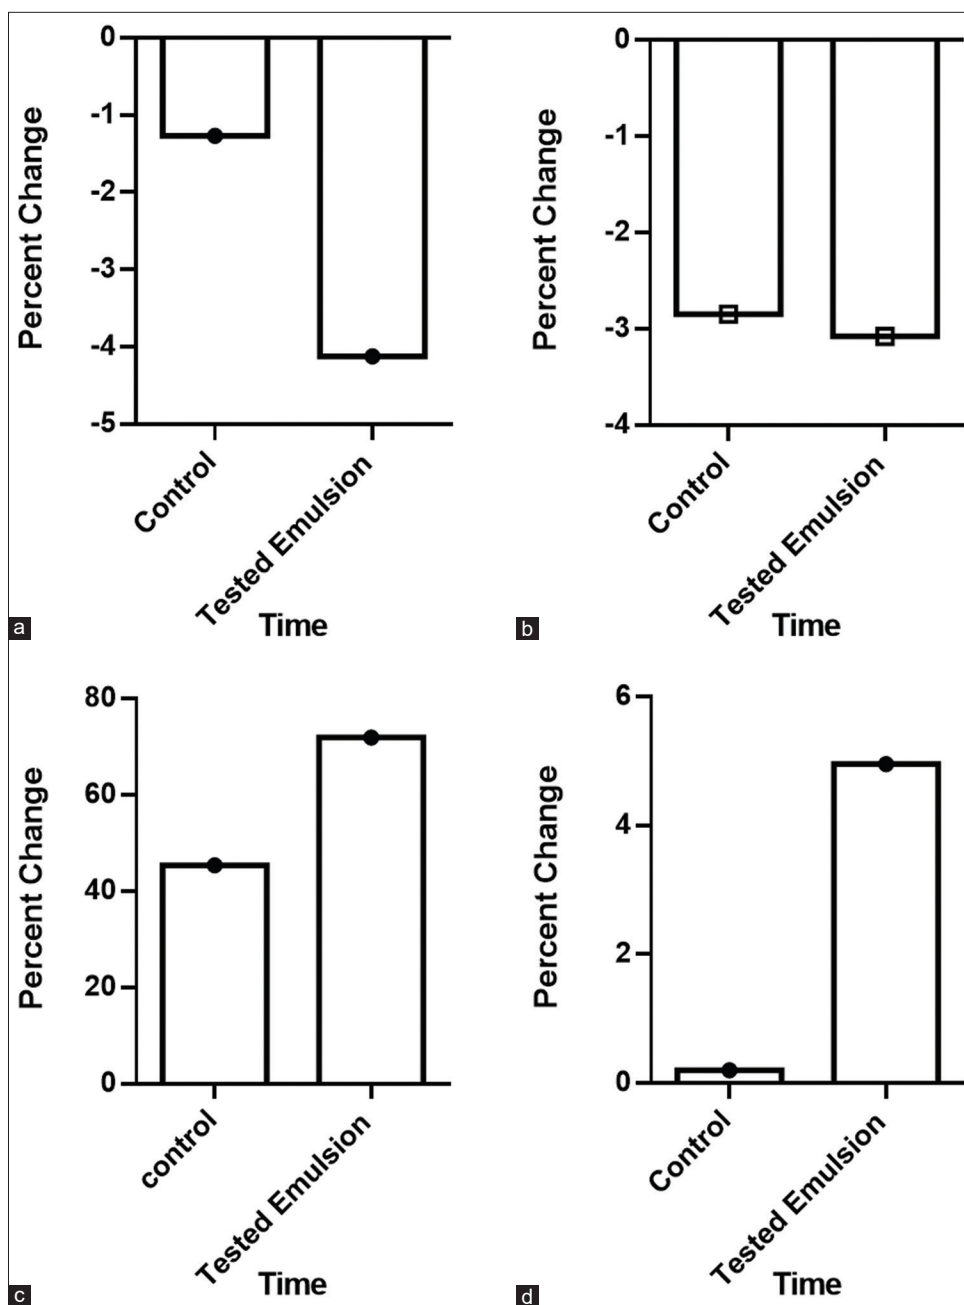 0
-1
-2
-3
-4
-5
Percent Change
Control
Tested Emulsion
Time
a
0
-1
-2
-3
-4
Percent Change
Control
Tested Emulsion
Time
b
80
60
40
20
0
Percent Change
control
Tested Emulsion
Time
c
6
4
2
0
Percent Change
Control
Tested Emulsion
Time
d